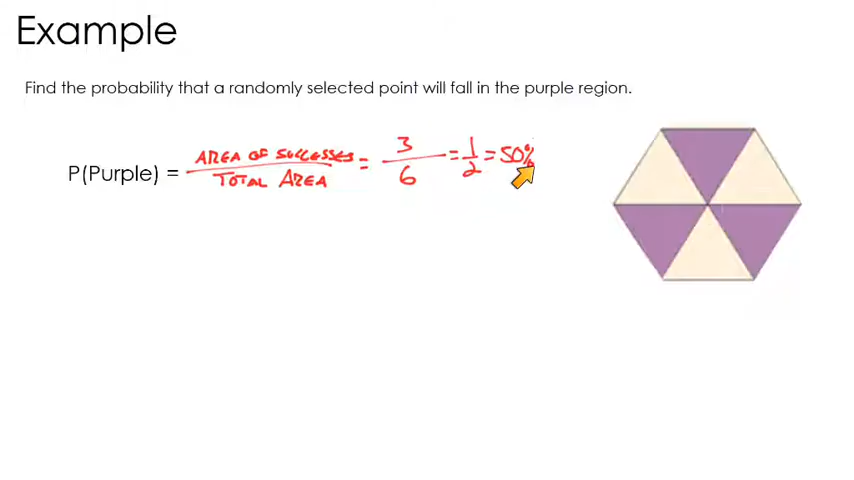 Example
Find the probability that a randomly selected point will fall in the purple region.
P(Purple) = AREA OF SUCCESSES / TOTAL AREA = 3/6 = 1/2 = 50%